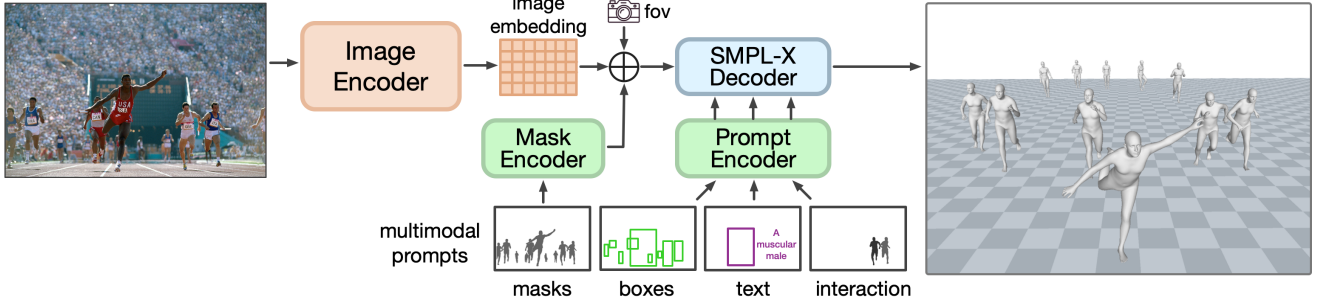 image
embedding
fov
Image
Encoder
SMPL-X
Decoder
Mask
Encoder
Prompt
Encoder
multimodal
prompts
A
muscular
male
masks
boxes
text
interaction
USA